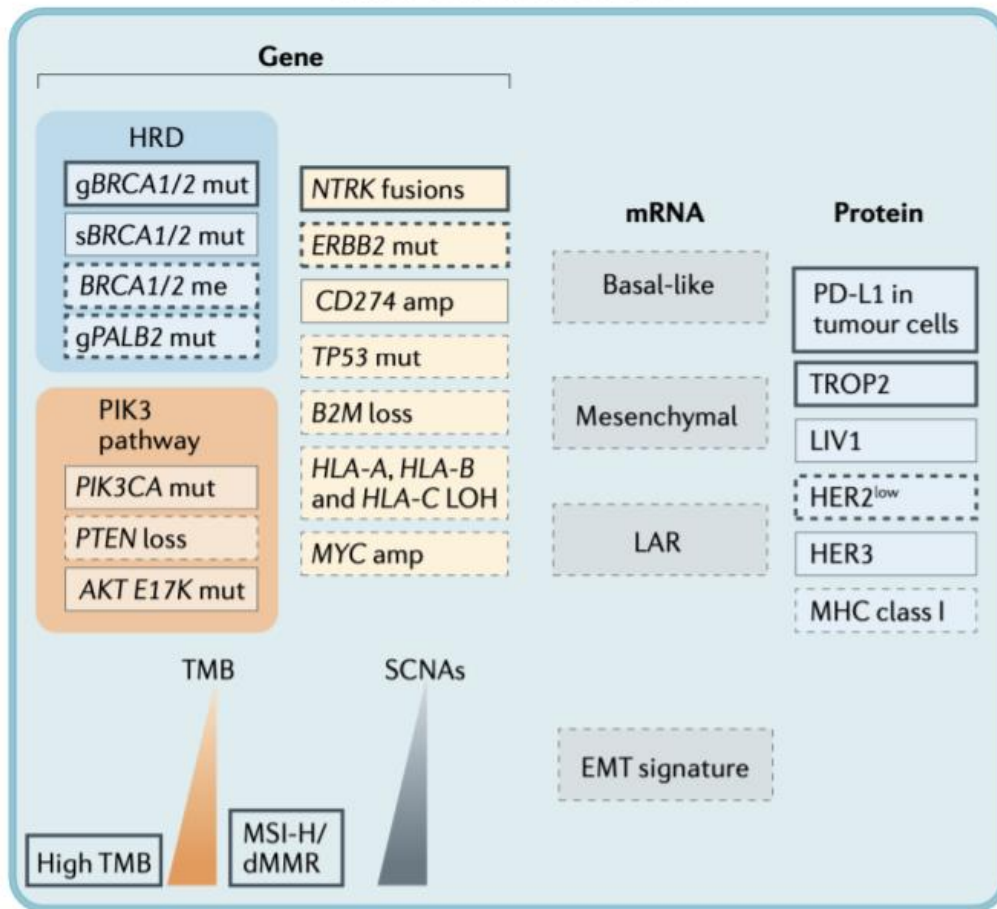 Gene
HRD
gBRCA1/2 mut
sBRCA1/2 mut
BRCA1/2 me
gPALB2 mut
PIK3
pathway
PIK3CA mut
PTEN loss
AKT E17K mut
NTRK fusions
ERBB2 mut
CD274 amp
TP53 mut
B2M loss
HLA-A, HLA-B
and HLA-C LOH
MYC amp
TMB
High TMB
MSI-H/
dMMR
SCNAs
mRNA
Basal-like
Mesenchymal
LAR
EMT signature
Protein
PD-L1 in
tumour cells
TROP2
LIV1
HER2low
HER3
MHC class I